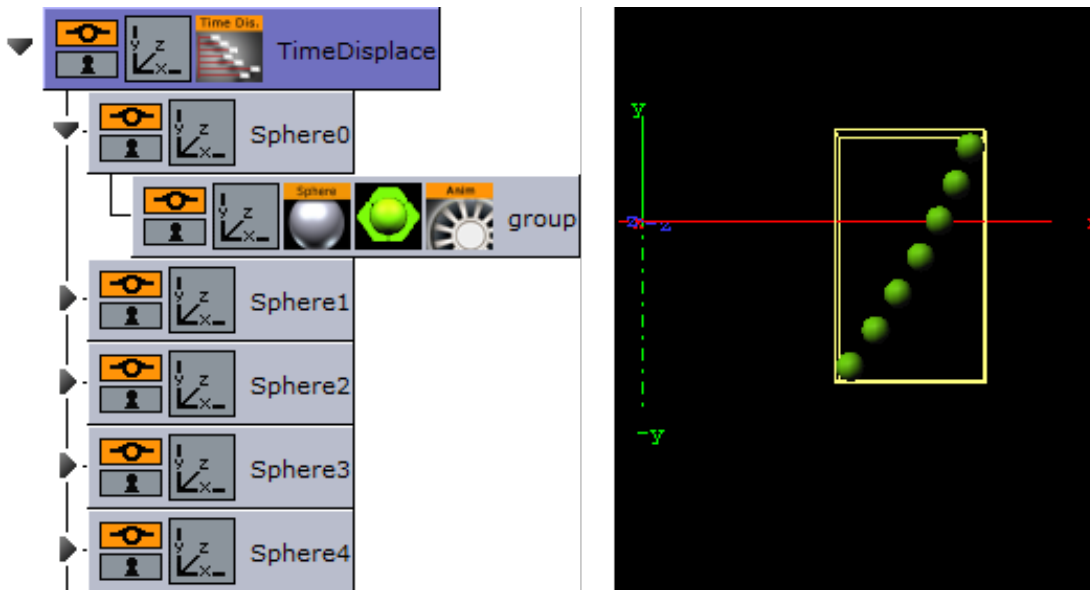 Time Dis.
TimeDisplace
y z x
Sphere0
y z x
Sphere
Anim
group
y z x
Sphere1
y z x
Sphere2
y z x
Sphere3
y z x
Sphere4
y z x
y
-z
x
-y